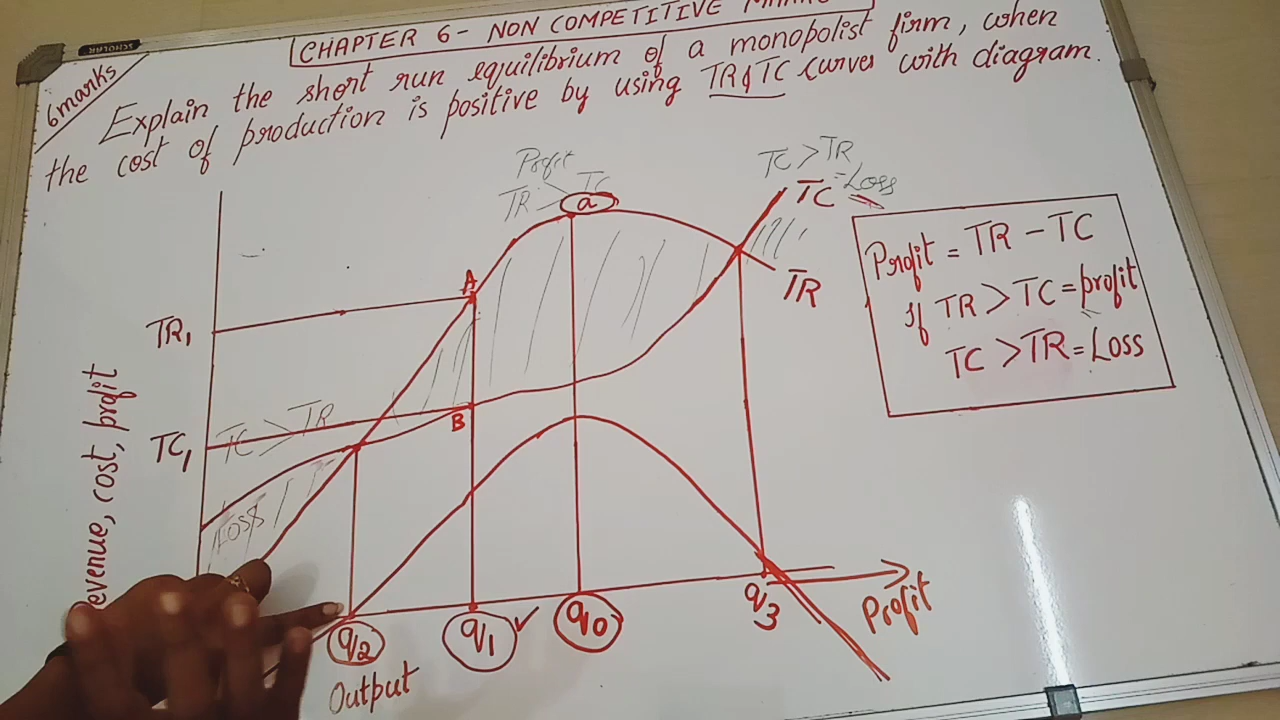 CHAPTER 6- NON COMPETITIVE
6marks
Explain the short run equilibrium of a monopolist firm, when
the cost of production is positive by using TR & TC curves with diagram.
Profit
TR > TC
a
TC > TR
= Loss
TC
TR
Profit = TR - TC
If TR > TC = profit
TC > TR = Loss
A
TR1
TC1
TC > TR
B
Loss
evenue, cost, profit
q2
q1 ✓
q0
q3
Profit
Output